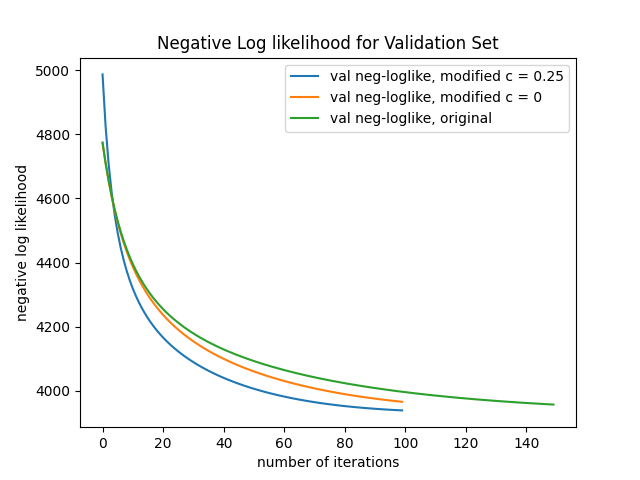 Negative Log likelihood for Validation Set
val neg-loglike, modified c = 0.25
val neg-loglike, modified c = 0
val neg-loglike, original
negative log likelihood
5000
4800
4600
4400
4200
4000
0 20 40 60 80 100 120 140
number of iterations